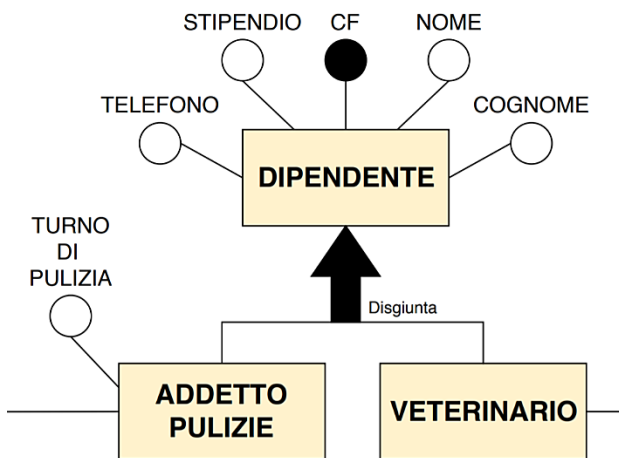 STIPENDIO
CF
NOME
TELEFONO
COGNOME
DIPENDENTE
TURNO
DI
PULIZIA
Disgiunta
ADDETTO
PULIZIE
VETERINARIO